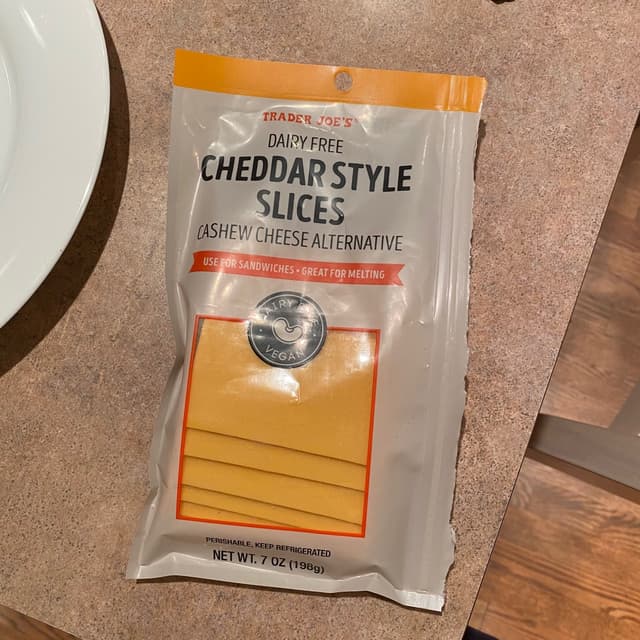 TRADER JOE'S
DAIRY FREE
CHEDDAR STYLE
SLICES
CASHEW CHEESE ALTERNATIVE
USE FOR SANDWICHES • GREAT FOR MELTING
VEGAN
PERISHABLE, KEEP REFRIGERATED
NET WT. 7 OZ (198g)